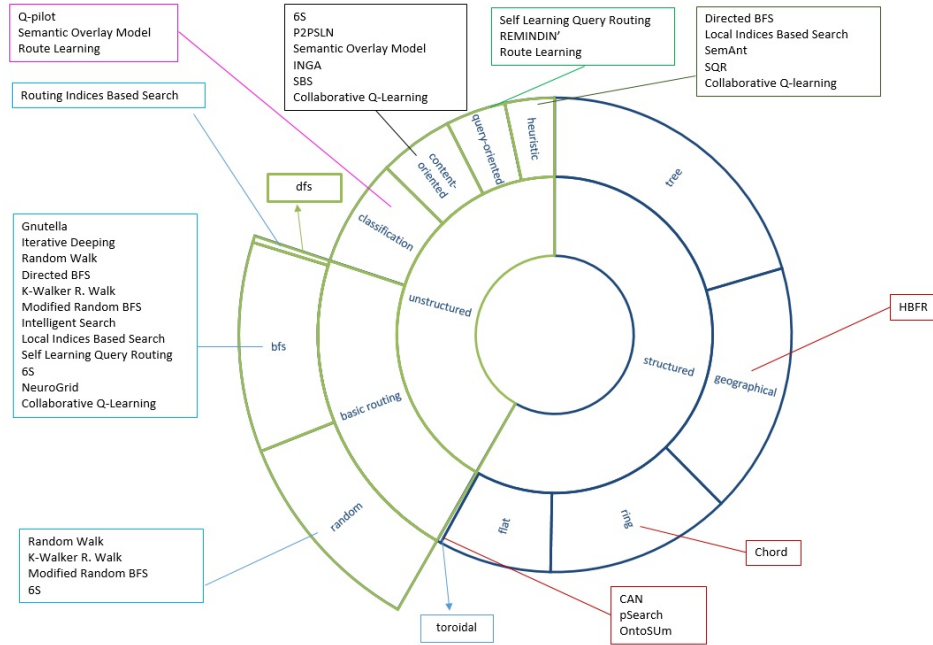 Q-pilot
Semantic Overlay Model
Route Learning
6S
P2PSLN
Semantic Overlay Model
INGA
SBS
Collaborative Q-Learning
Self Learning Query Routing
REMINDIN’
Route Learning
Directed BFS
Local Indices Based Search
SemAnt
SQR
Collaborative Q-learning
Routing Indices Based Search
dfs
classification
content-
oriented
query-oriented
heuristic
tree
Gnutella
Iterative Deeping
Random Walk
Directed BFS
K-Walker R. Walk
Modified Random BFS
Intelligent Search
Local Indices Based Search
Self Learning Query Routing
6S
NeuroGrid
Collaborative Q-Learning
bfs
basic routing
unstructured
structured
geographical
HBFR
random
flat
ring
Chord
Random Walk
K-Walker R. Walk
Modified Random BFS
6S
toroidal
CAN
pSearch
OntoSUm